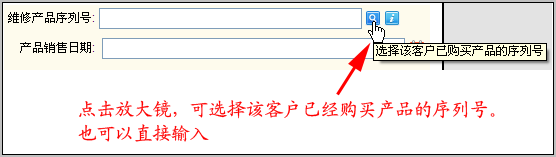 维修产品序列号:
产品销售日期:
选择该客户已购买产品的序列号
点击放大镜，可选择该客户已经购买产品的序列号。
也可以直接输入